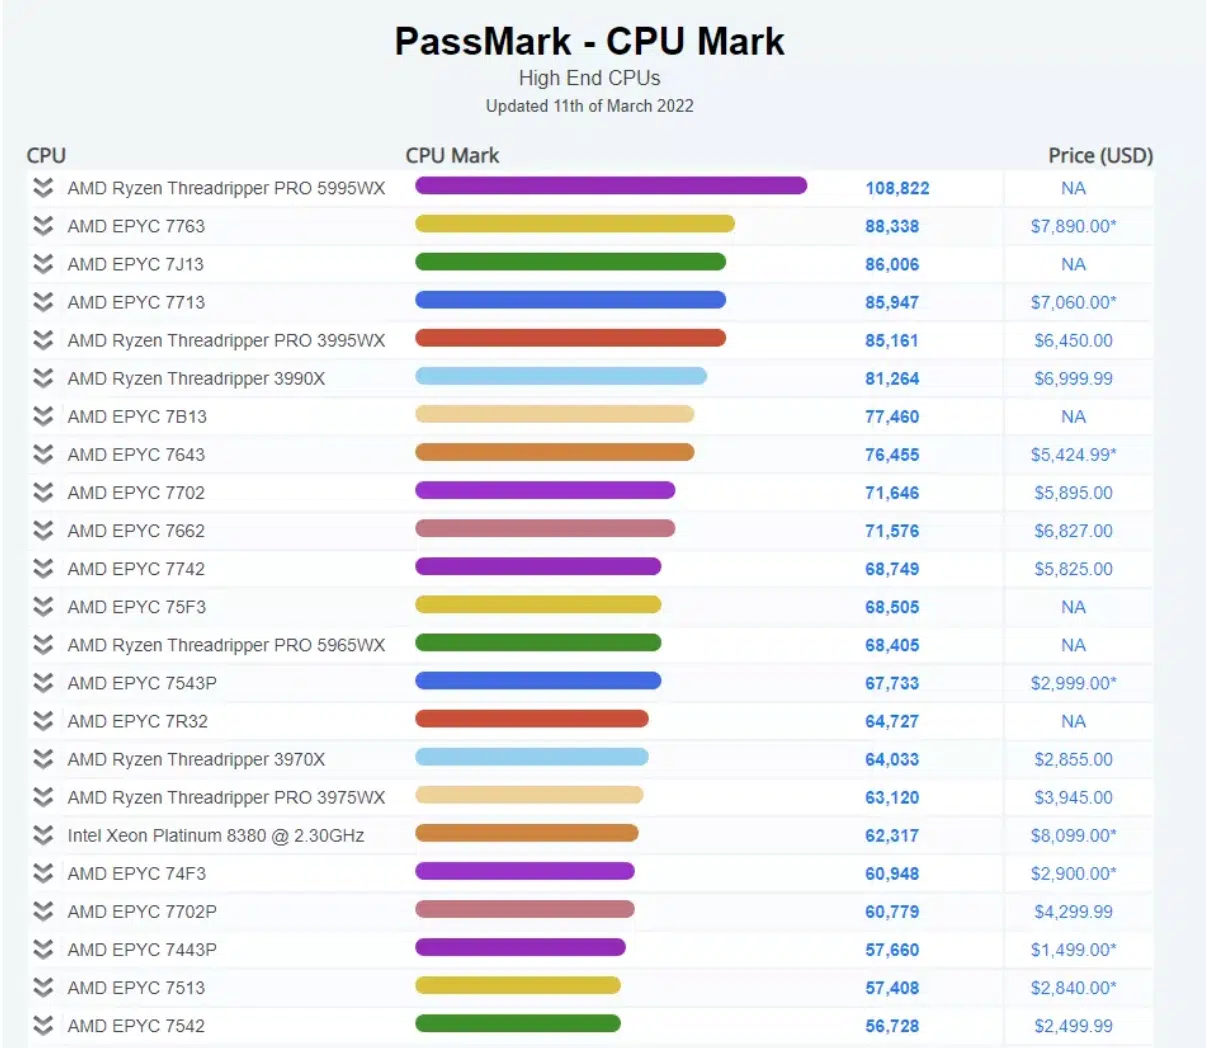 PassMark - CPU Mark
High End CPUs
Updated 11th of March 2022
CPU CPU Mark Price (USD)
AMD Ryzen Threadripper PRO 5995WX 108,822 NA
AMD EPYC 7763 88,338 $7,890.00*
AMD EPYC 7J13 86,006 NA
AMD EPYC 7713 85,947 $7,060.00*
AMD Ryzen Threadripper PRO 3995WX 85,161 $6,450.00
AMD Ryzen Threadripper 3990X 81,264 $6,999.99
AMD EPYC 7B13 77,460 NA
AMD EPYC 7643 76,455 $5,424.99*
AMD EPYC 7702 71,646 $5,895.00
AMD EPYC 7662 71,576 $6,827.00
AMD EPYC 7742 68,749 $5,825.00
AMD EPYC 75F3 68,505 NA
AMD Ryzen Threadripper PRO 5965WX 68,405 NA
AMD EPYC 7543P 67,733 $2,999.00*
AMD EPYC 7R32 64,727 NA
AMD Ryzen Threadripper 3970X 64,033 $2,855.00
AMD Ryzen Threadripper PRO 3975WX 63,120 $3,945.00
Intel Xeon Platinum 8380 @ 2.30GHz 62,317 $8,099.00*
AMD EPYC 74F3 60,948 $2,900.00*
AMD EPYC 7702P 60,779 $4,299.99
AMD EPYC 7443P 57,660 $1,499.00*
AMD EPYC 7513 57,408 $2,840.00*
AMD EPYC 7542 56,728 $2,499.99